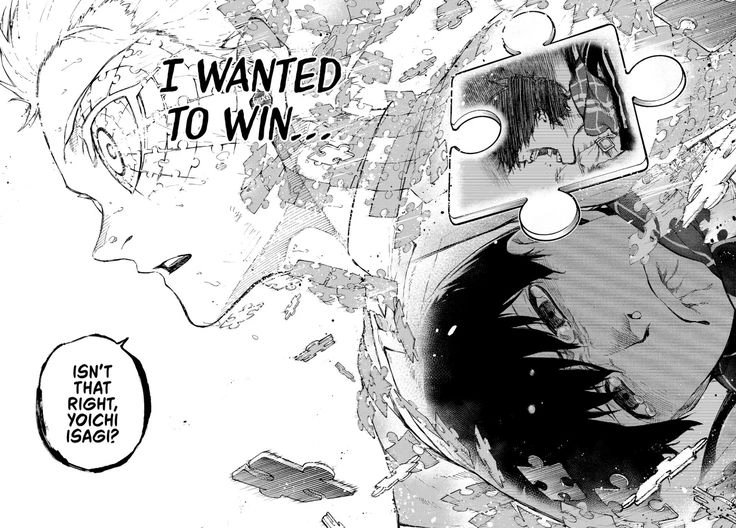 I WANTED
TO WIN...
ISN'T
THAT
RIGHT,
YOICHI
ISAGI?